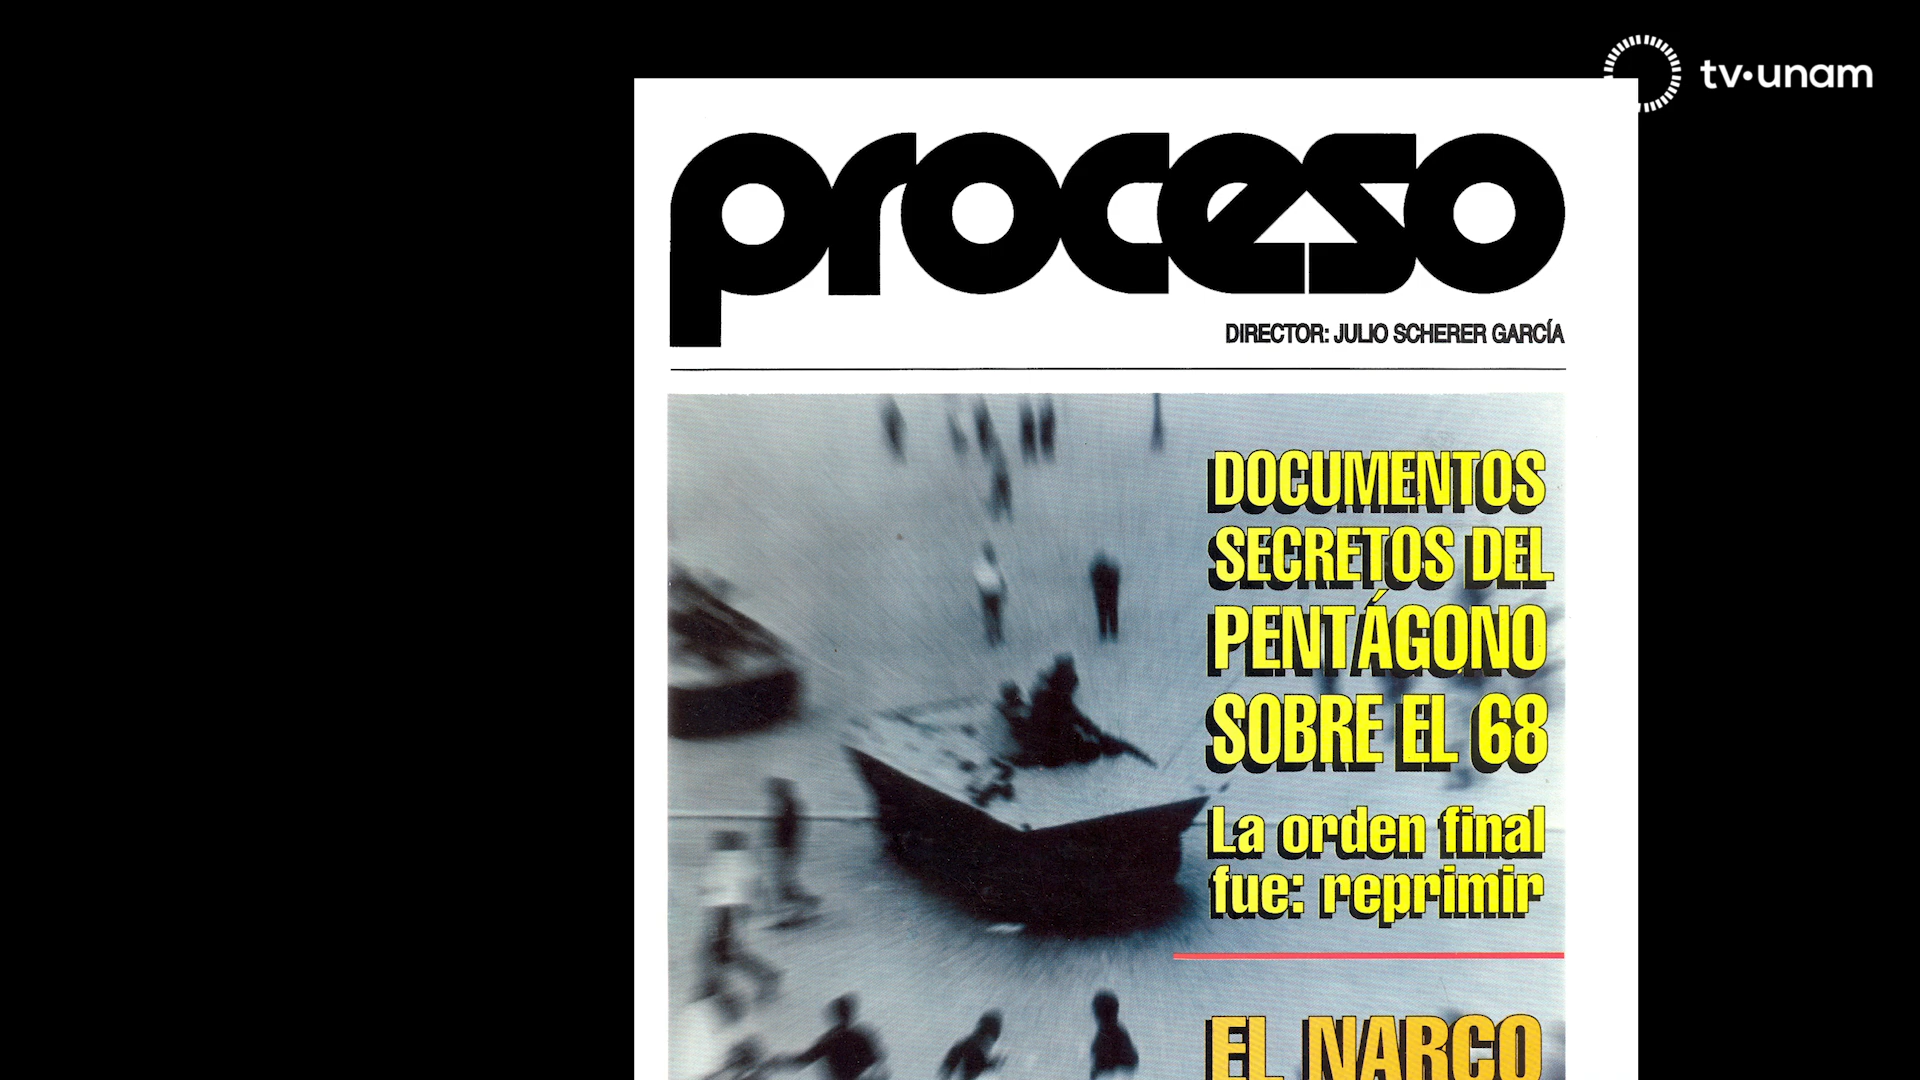 tv•unam
proceso
DIRECTOR: JULIO SCHERER GARCÍA
DOCUMENTOS
SECRETOS DEL
PENTÁGONO
SOBRE EL 68
La orden final
fue: reprimir
EL NARCO